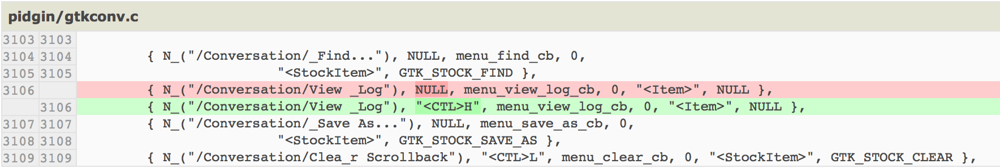 pidgin/gtkconv.c
3103 3103
3104 3104 { N_("/Conversation/_Find..."), NULL, menu_find_cb, 0,
3105 3105 "<StockItem>", GTK_STOCK_FIND },
3106 { N_("/Conversation/View _Log"), NULL, menu_view_log_cb, 0, "<Item>", NULL },
3106 { N_("/Conversation/View _Log"), "<CTL>H", menu_view_log_cb, 0, "<Item>", NULL },
3107 3107 { N_("/Conversation/_Save As..."), NULL, menu_save_as_cb, 0,
3108 3108 "<StockItem>", GTK_STOCK_SAVE_AS },
3109 3109 { N_("/Conversation/Clea_r Scrollback"), "<CTL>L", menu_clear_cb, 0, "<StockItem>", GTK_STOCK_CLEAR },